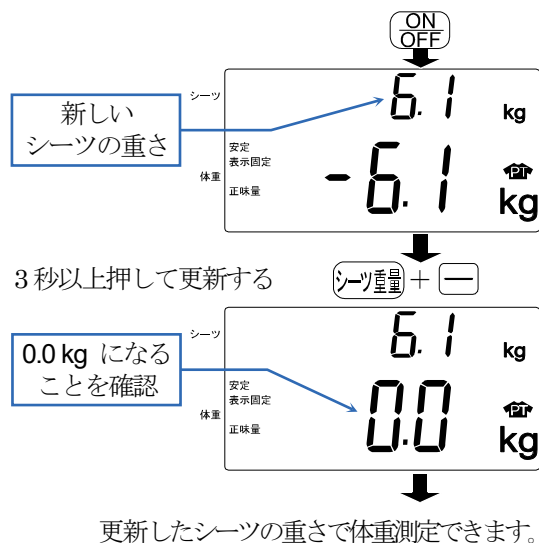 ON
OFF
シーツ
6.1
kg
新しい
シーツの重さ
安定
表示固定
体重
正味量
-6.1
PT
kg
3秒以上押して更新する
シーツ重量 + —
シーツ
6.1
kg
0.0 kg になる
ことを確認
安定
表示固定
体重
正味量
0.0
PT
kg
更新したシーツの重さで体重測定できます。